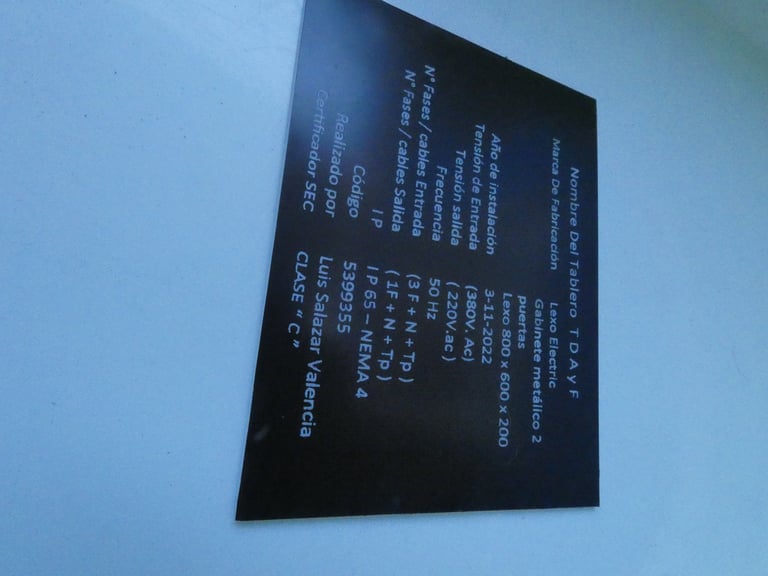 Nombre Del Tablero T D A y F
Marca De Fabricación Lexo Electric
Gabinete metálico 2
puertas
Lexo 800 x 600 x 200
Año de instalación 3-11-2022
Tensión de Entrada (380V. Ac)
Tensión salida ( 220V.ac )
Frecuencia 50 Hz
N° Fases / cables Entrada (3 F + N + Tp )
N° Fases / cables Salida ( 1F + N + Tp )
I P I P 65 – NEMA 4
Código 5399355
Realizado por Luis Salazar Valencia
Certificador SEC CLASE " C "